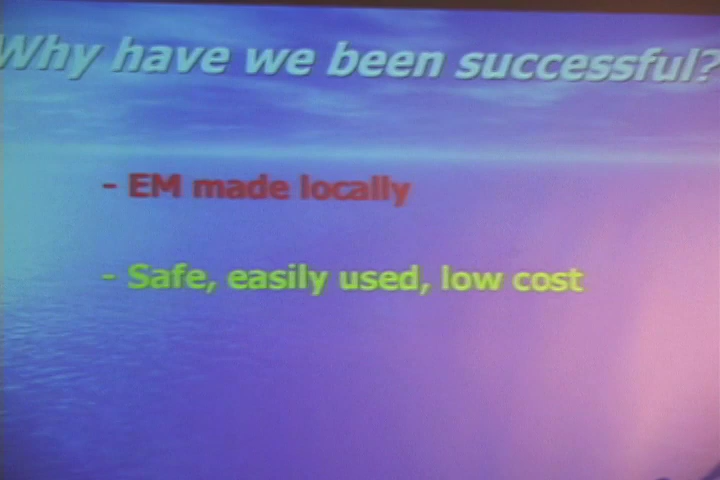 Why have we been successful?
- EM made locally
- Safe, easily used, low cost